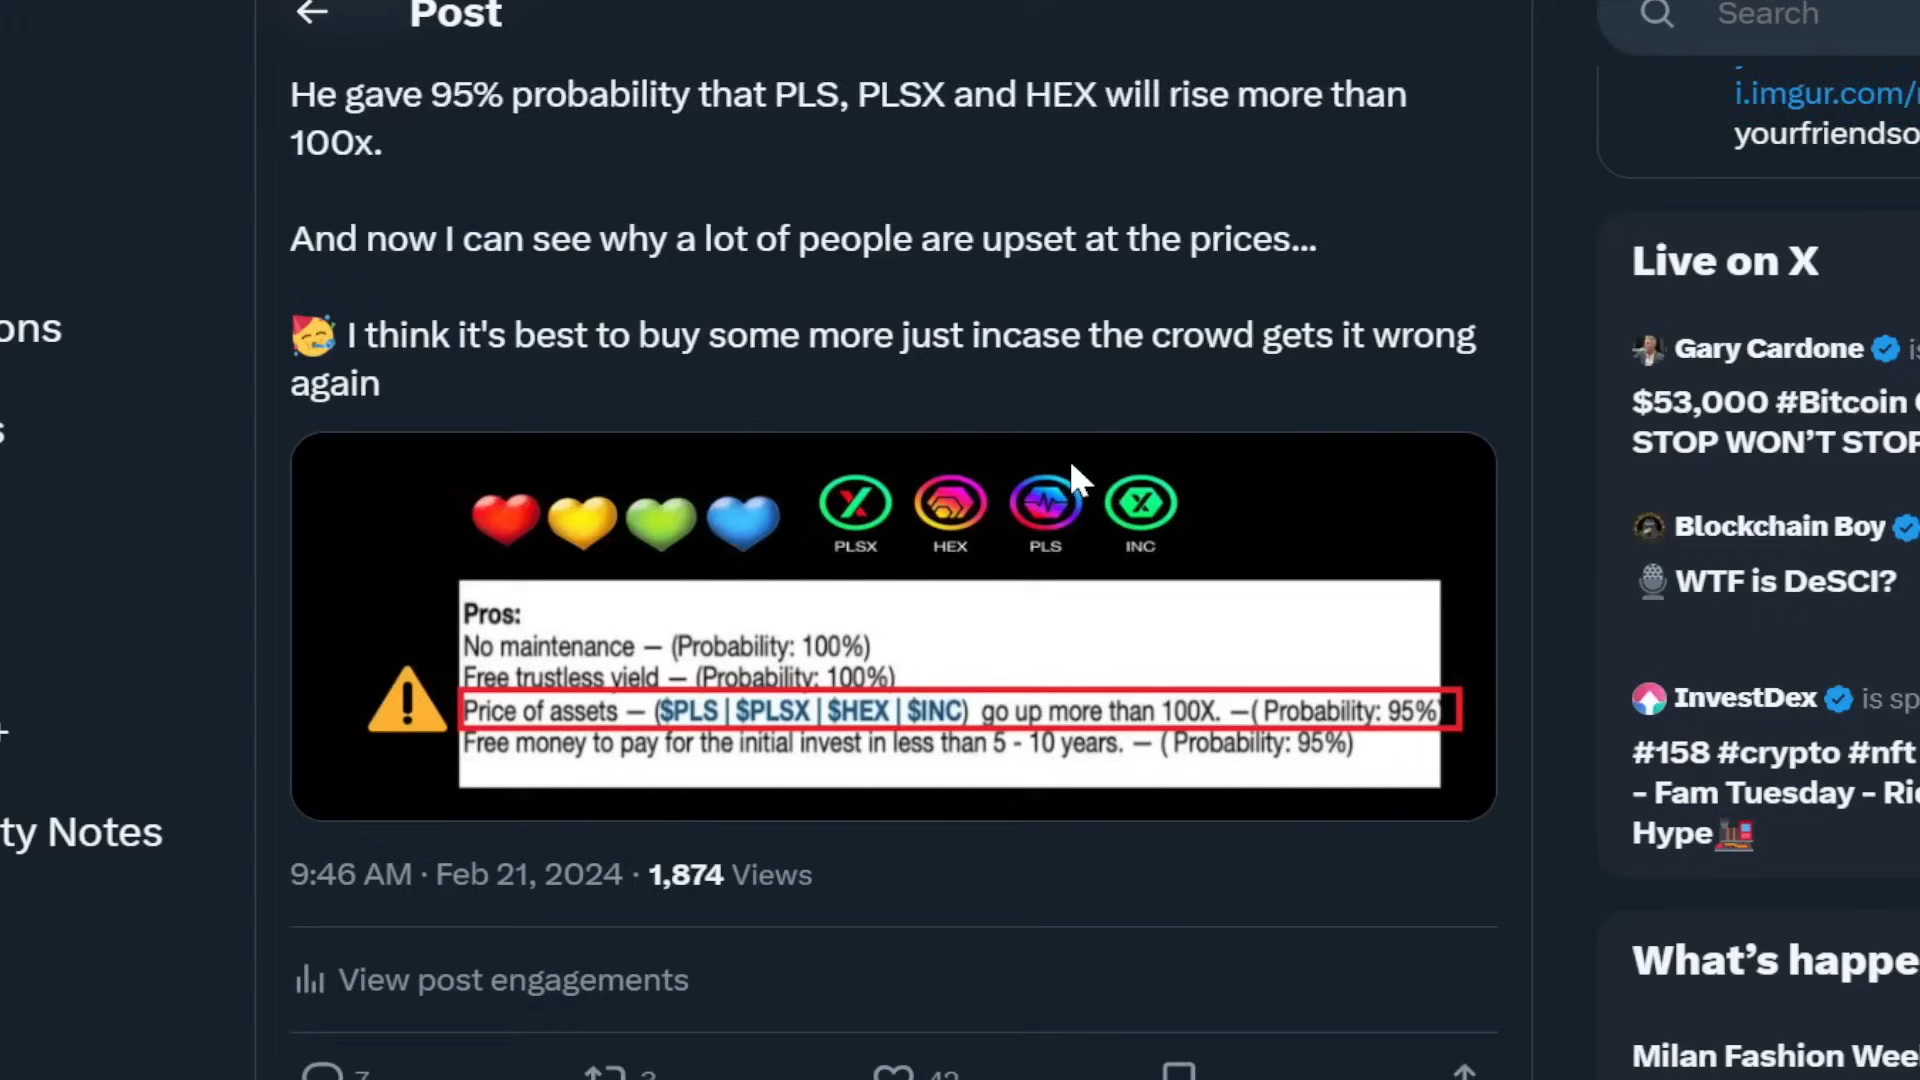 Post
Search
He gave 95% probability that PLS, PLSX and HEX will rise more than
100x.
And now I can see why a lot of people are upset at the prices...
🥳 I think it's best to buy some more just incase the crowd gets it wrong
again
PLSX HEX PLS INC
Pros:
No maintenance — (Probability: 100%)
Free trustless yield — (Probability: 100%)
Price of assets — ($PLS | $PLSX | $HEX | $INC) go up more than 100X. —( Probability: 95%)
Free money to pay for the initial invest in less than 5 - 10 years. — ( Probability: 95%)
9:46 AM · Feb 21, 2024 · 1,874 Views
View post engagements
ons
ty Notes
i.imgur.com/
yourfriendso
Live on X
Gary Cardone is
$53,000 #Bitcoin
STOP WON’T STOP
Blockchain Boy
WTF is DeSCI?
InvestDex is sp
#158 #crypto #nft
- Fam Tuesday - Ric
Hype
What’s happe
Milan Fashion Wee